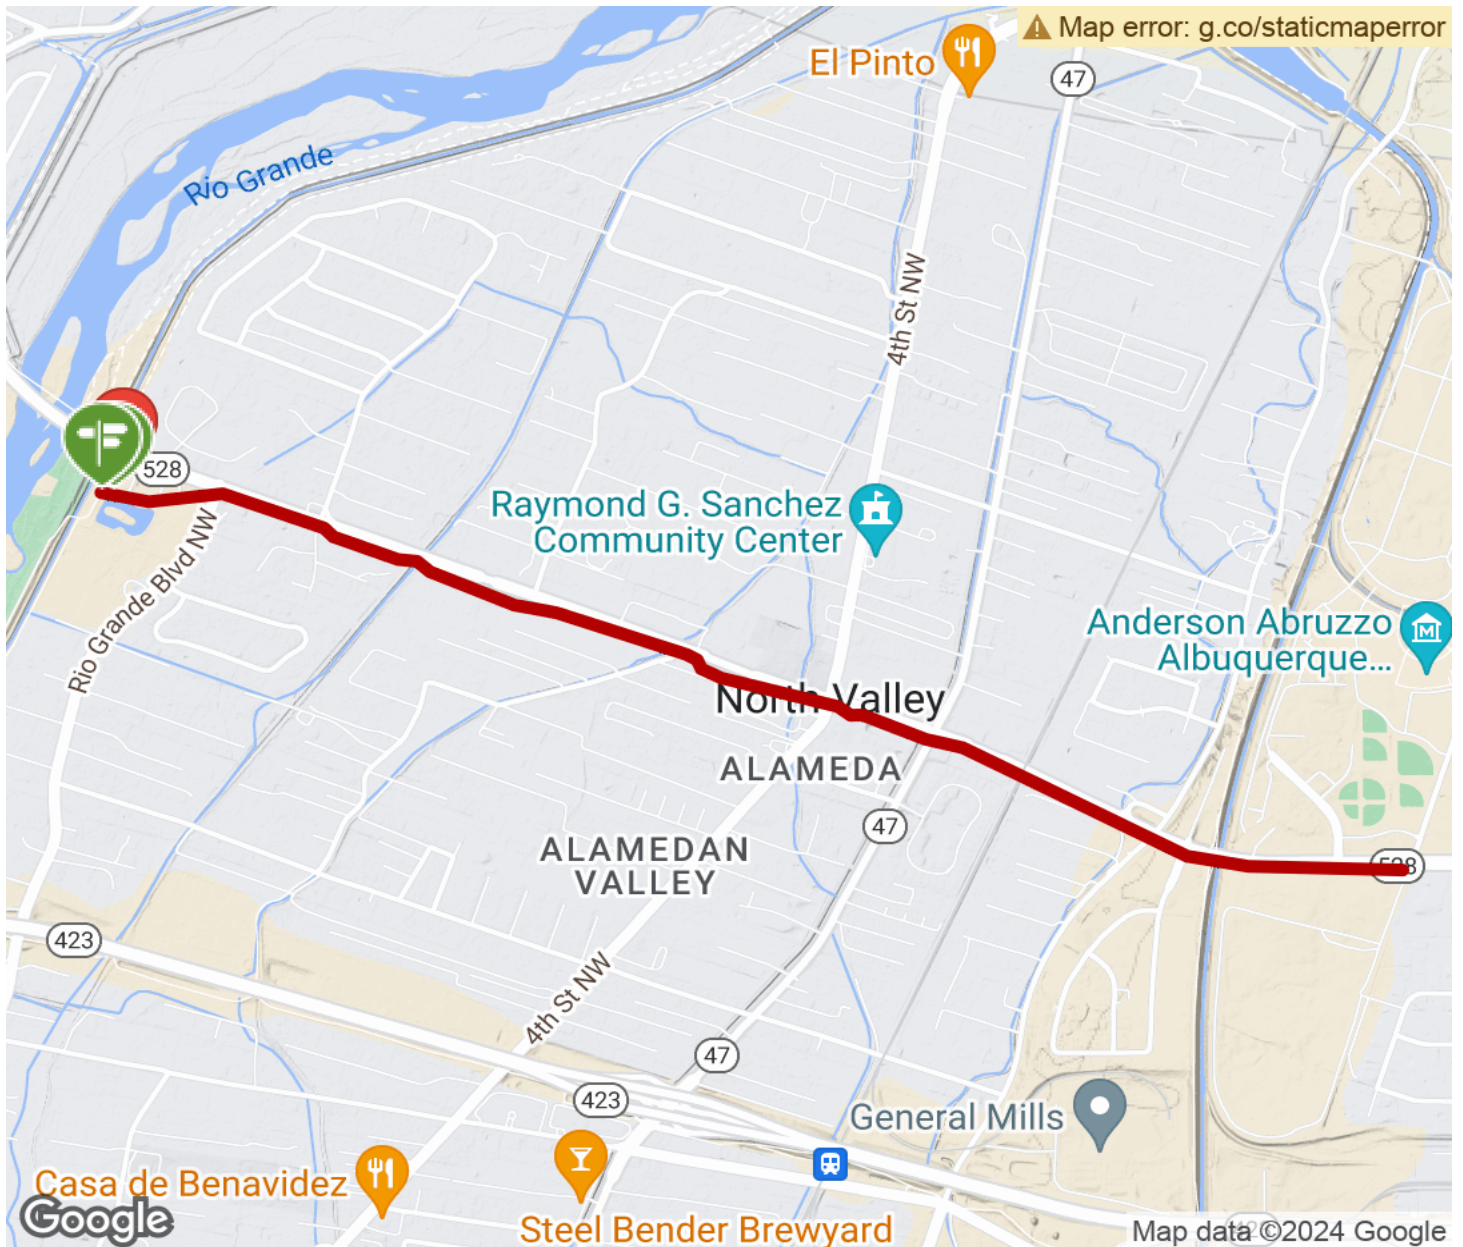 Map error: g.co/staticmaperror
El Pinto
47
Rio Grande
4th St NW
528
Raymond G. Sanchez
Community Center
Rio Grande Blvd NW
Anderson Abruzzo
Albuquerque...
North Valley
ALAMEDA
47
ALAMEDAN
VALLEY
528
423
4th St NW
47
423
General Mills
Casa de Benavidez
Steel Bender Brewyard
Google
Map data ©2024 Google